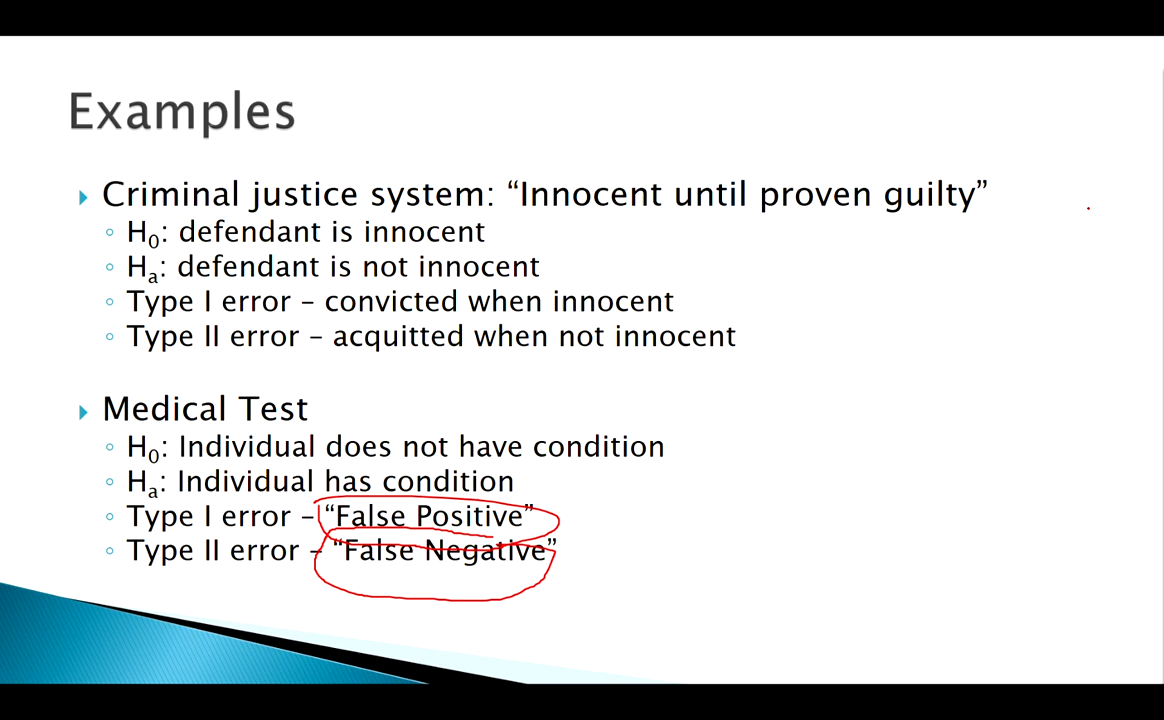 Examples
Criminal justice system: “Innocent until proven guilty”
H0: defendant is innocent
Ha: defendant is not innocent
Type I error – convicted when innocent
Type II error – acquitted when not innocent
Medical Test
H0: Individual does not have condition
Ha: Individual has condition
Type I error – “False Positive”
Type II error – “False Negative”